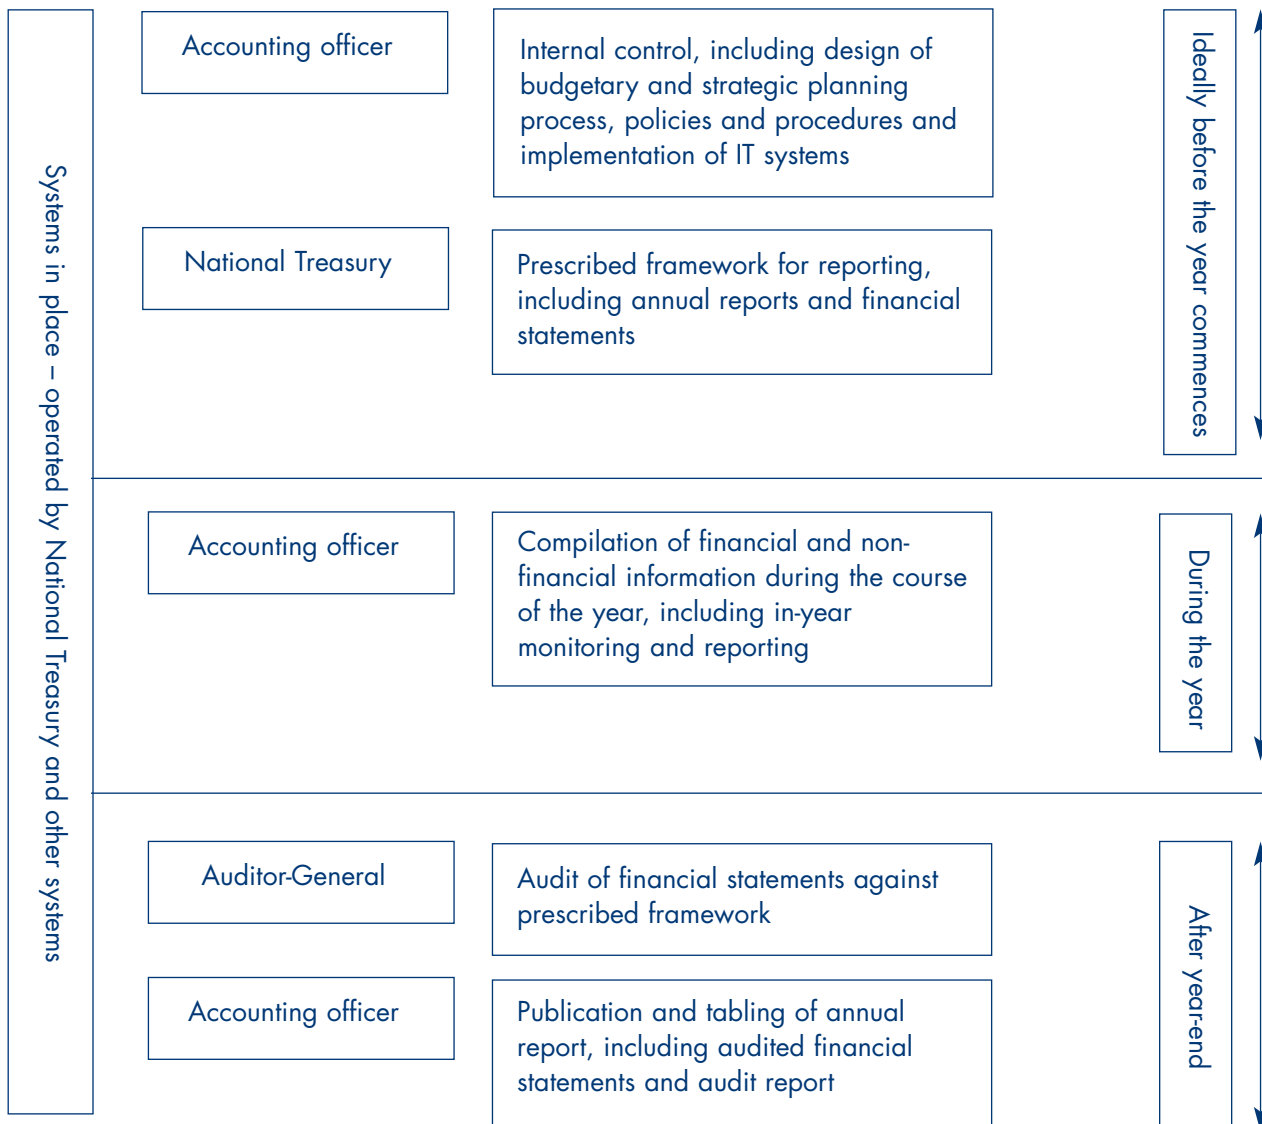 Systems in place – operated by National Treasury and other systems
Accounting officer
Internal control, including design of
budgetary and strategic planning
process, policies and procedures and
implementation of IT systems
National Treasury
Prescribed framework for reporting,
including annual reports and financial
statements
Ideally before the year commences
Accounting officer
Compilation of financial and non-
financial information during the course
of the year, including in-year
monitoring and reporting
During the year
Auditor-General
Audit of financial statements against
prescribed framework
Accounting officer
Publication and tabling of annual
report, including audited financial
statements and audit report
After year-end